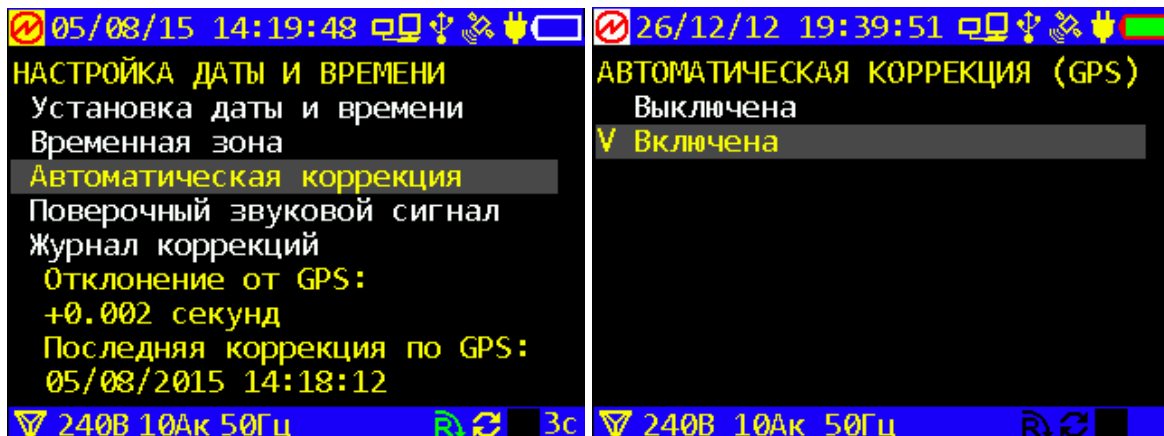 05/08/15 14:19:48
НАСТРОЙКА ДАТЫ И ВРЕМЕНИ
Установка даты и времени
Временная зона
Автоматическая коррекция
Поверочный звуковой сигнал
Журнал коррекций
Отклонение от GPS:
+0.002 секунд
Последняя коррекция по GPS:
05/08/2015 14:18:12
240В 10Ак 50Гц 3с
26/12/12 19:39:51
АВТОМАТИЧЕСКАЯ КОРРЕКЦИЯ (GPS)
Выключена
V Включена
240В 10Ак 50Гц